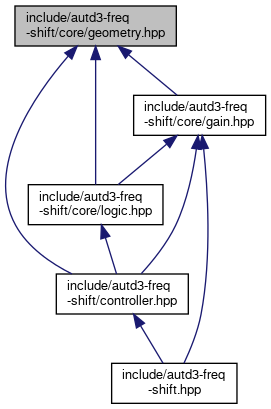 include/autd3-freq
-shift/core/geometry.hpp
include/autd3-freq
-shift/core/gain.hpp
include/autd3-freq
-shift/core/logic.hpp
include/autd3-freq
-shift/controller.hpp
include/autd3-freq
-shift.hpp